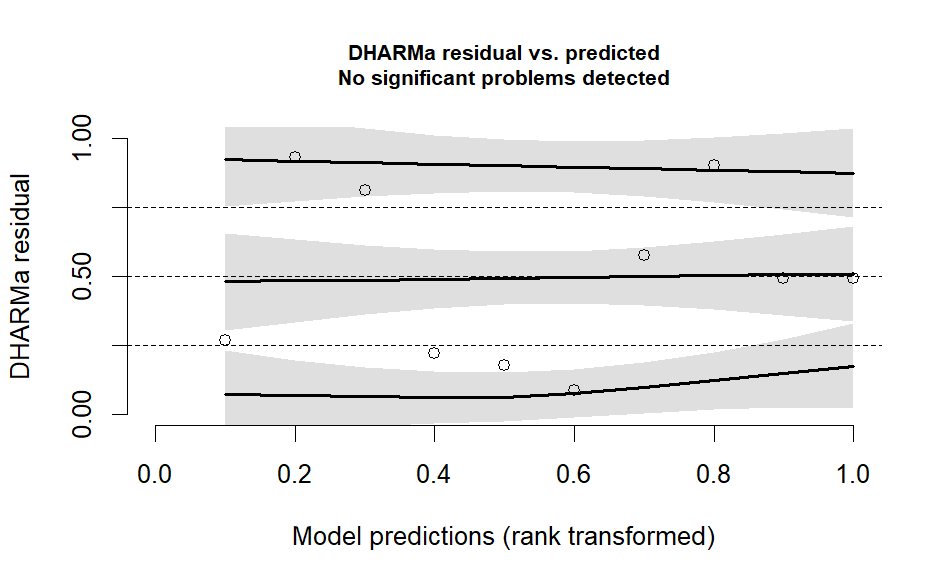 DHARMa residual vs. predicted
No significant problems detected
1.00
0.50
0.00
DHARMa residual
0.0 0.2 0.4 0.6 0.8 1.0
Model predictions (rank transformed)